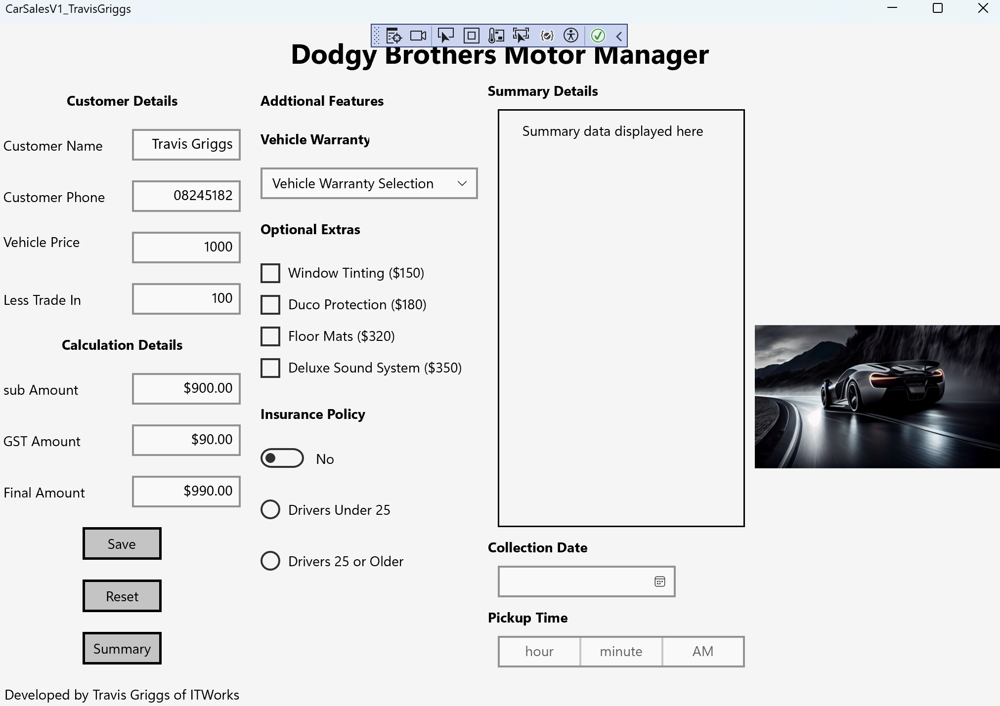 CarSalesV1_TravisGriggs
Dodgy Brothers Motor Manager
Customer Details
Customer Name
Travis Griggs
Customer Phone
08245182
Vehicle Price
1000
Less Trade In
100
Calculation Details
sub Amount
$900.00
GST Amount
$90.00
Final Amount
$990.00
Save
Reset
Summary
Developed by Travis Griggs of ITWorks
Addtional Features
Vehicle Warranty
Vehicle Warranty Selection
Optional Extras
Window Tinting ($150)
Duco Protection ($180)
Floor Mats ($320)
Deluxe Sound System ($350)
Insurance Policy
No
Drivers Under 25
Drivers 25 or Older
Summary Details
Summary data displayed here
Collection Date
Pickup Time
hour minute AM